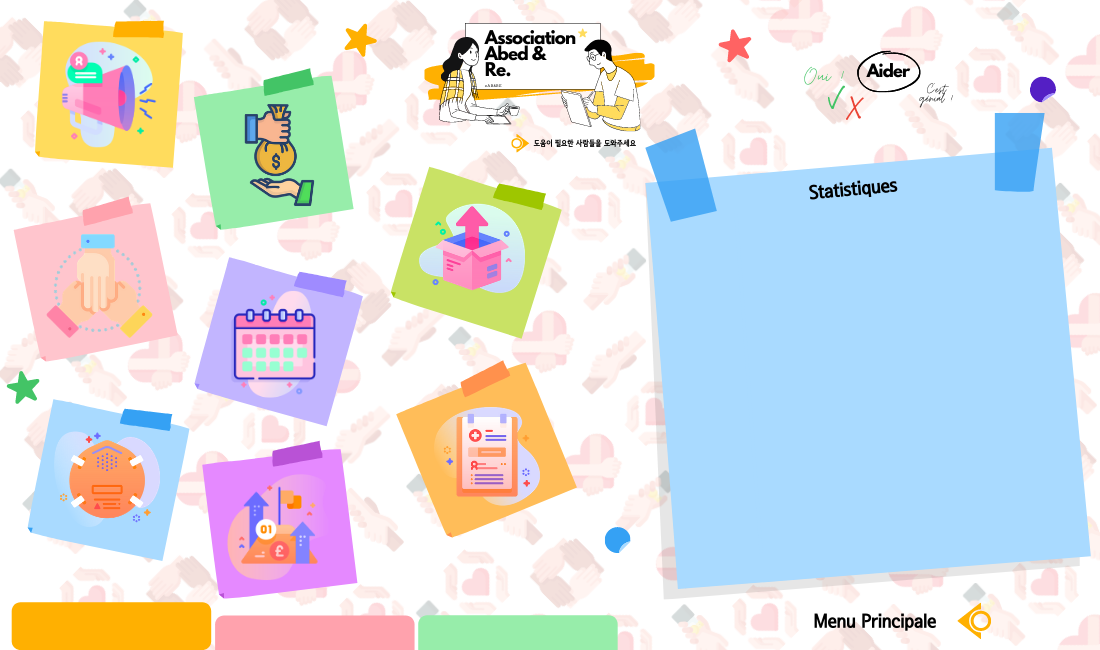 Association
Abed &
Re.
도움이 필요한 사람들을 도와주세요
Oui !
Aider
C'est
génial !
Statistiques
$
01
£
Menu Principale